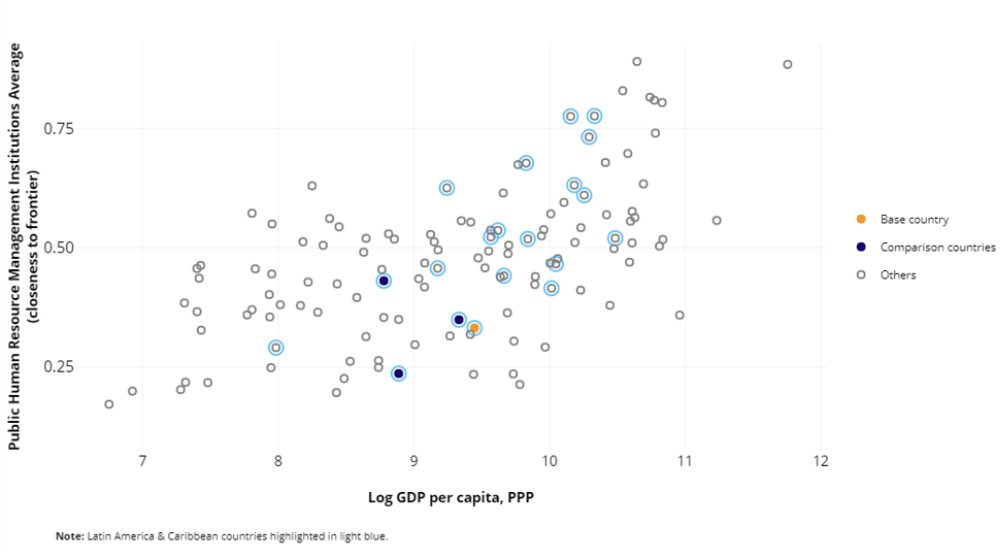 Public Human Resource Management Institutions Average
(closeness to frontier)
0.75
0.50
0.25
7 8 9 10 11 12
Log GDP per capita, PPP
Base country
Comparison countries
Others
Note: Latin America & Caribbean countries highlighted in light blue.